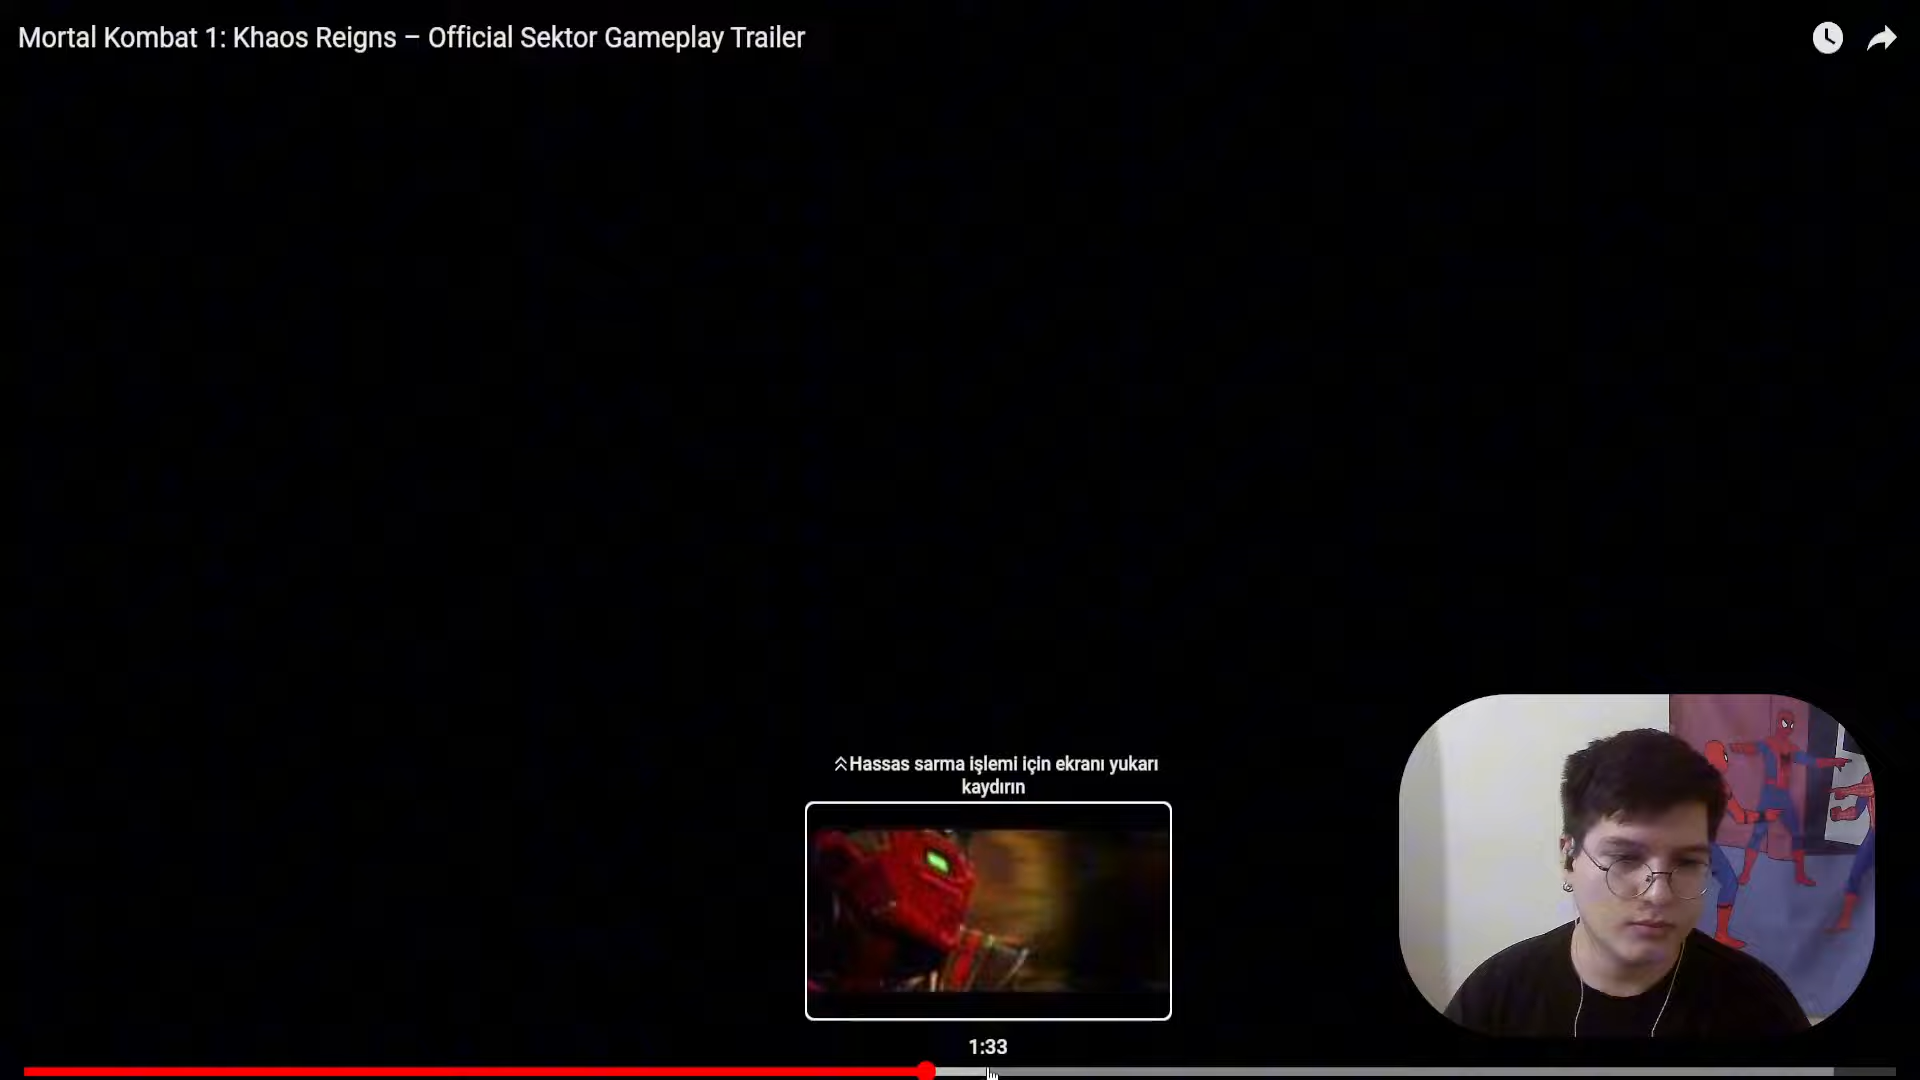 Mortal Kombat 1: Khaos Reigns – Official Sektor Gameplay Trailer
Hassas sarma işlemi için ekranı yukarı
kaydırın
1:33